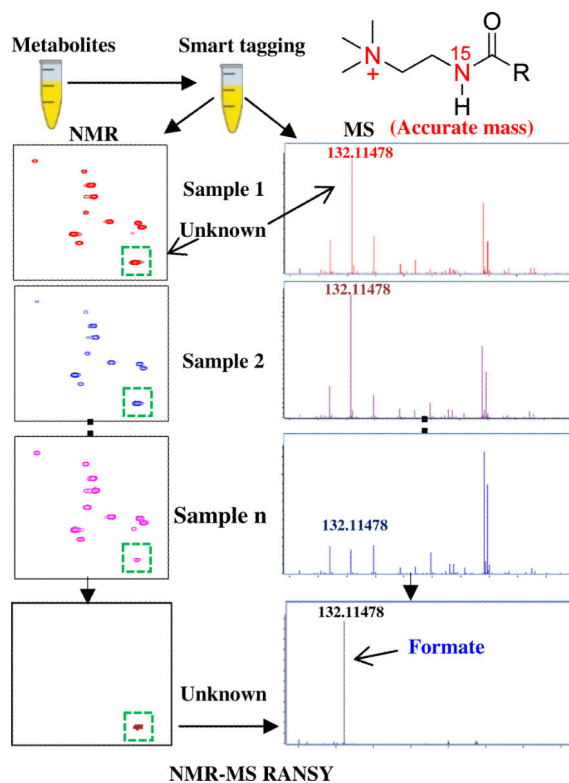 Metabolites
Smart tagging
N
+
15
N
H
O
R
NMR
MS (Accurate mass)
132.11478
Sample 1
Unknown
132.11478
Sample 2
Sample n
132.11478
132.11478
Formate
Unknown
NMR-MS RANSY